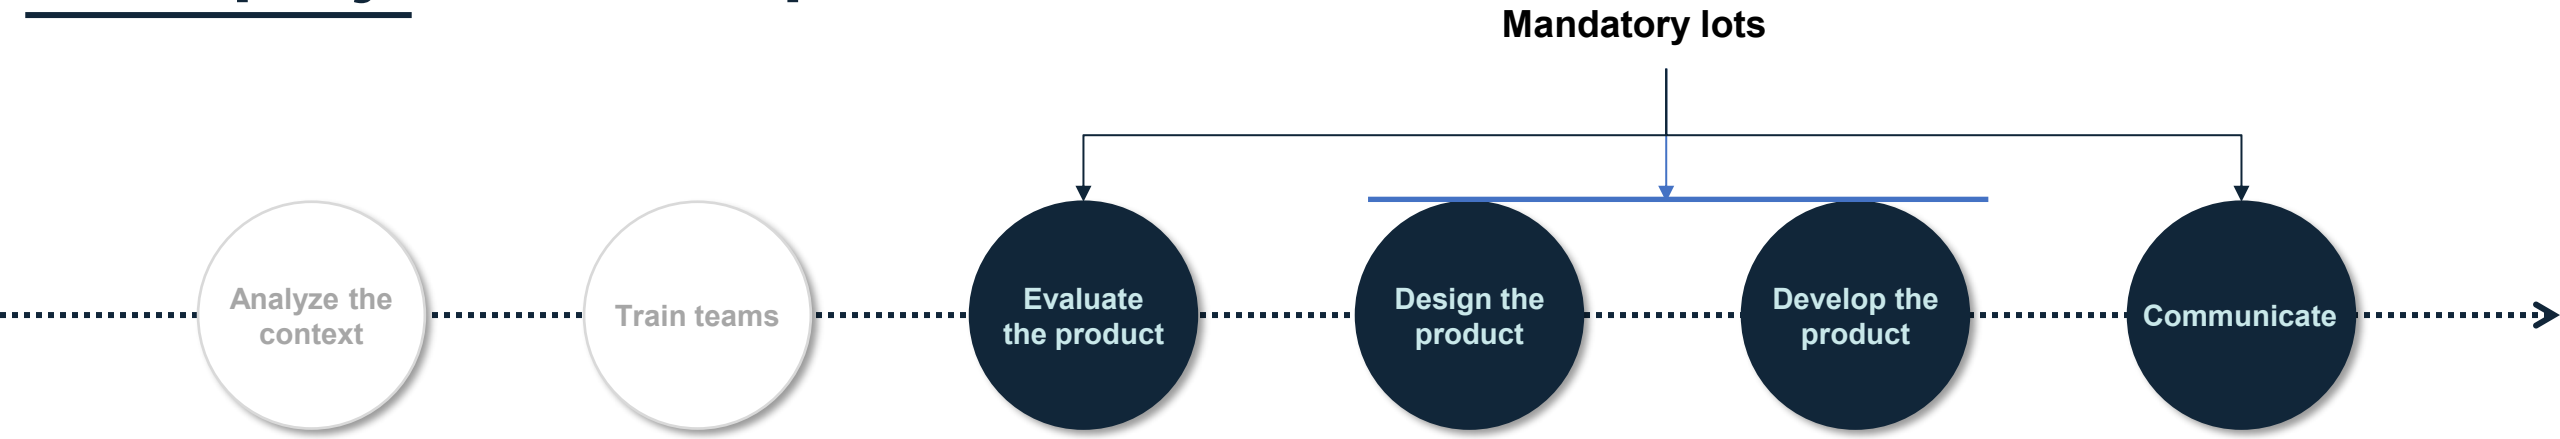 Mandatory lots
Analyze the
context
Train teams
Evaluate
the product
Design the
product
Develop the
product
Communicate